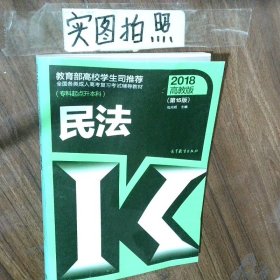 实图拍照
教育部高校学生司推荐
全国各类成人高考复习考试辅导教材
(专科起点升本科)
2018
高教版
(第15版)
民法
高等教育出版社